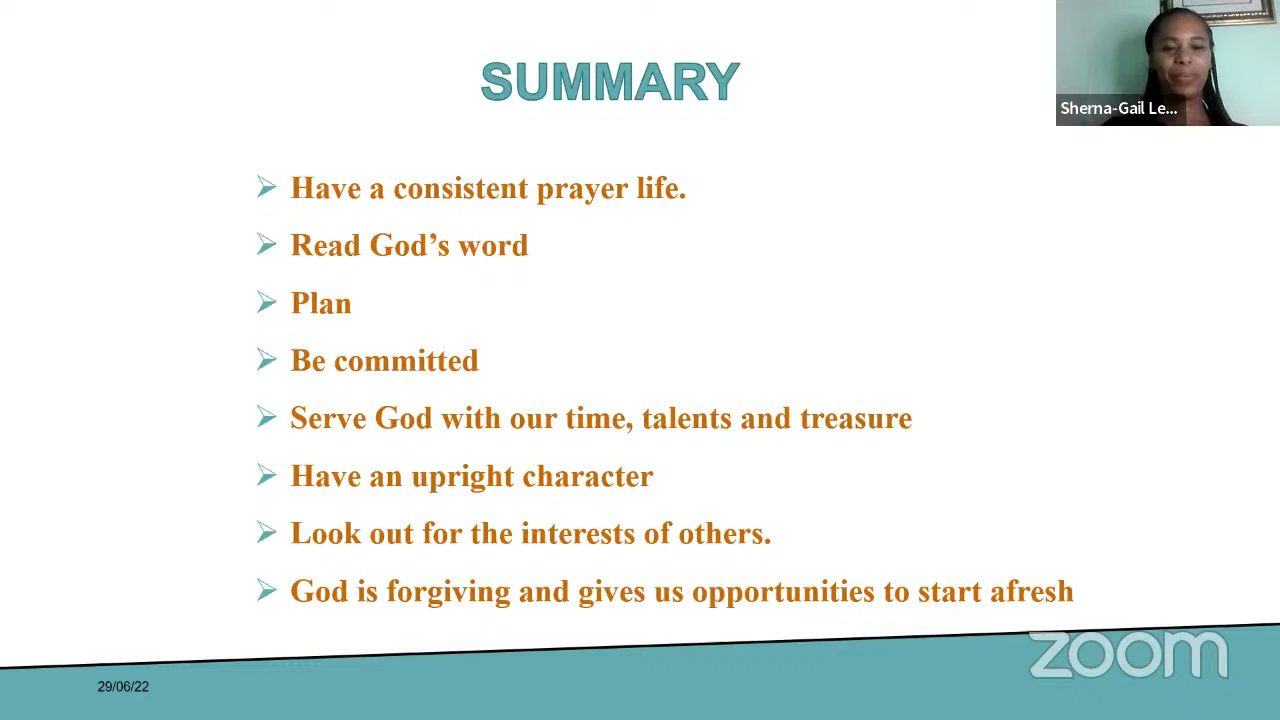 SUMMARY
Sherna-Gail Le...
➢ Have a consistent prayer life.
➢ Read God’s word
➢ Plan
➢ Be committed
➢ Serve God with our time, talents and treasure
➢ Have an upright character
➢ Look out for the interests of others.
➢ God is forgiving and gives us opportunities to start afresh
zoom
29/06/22